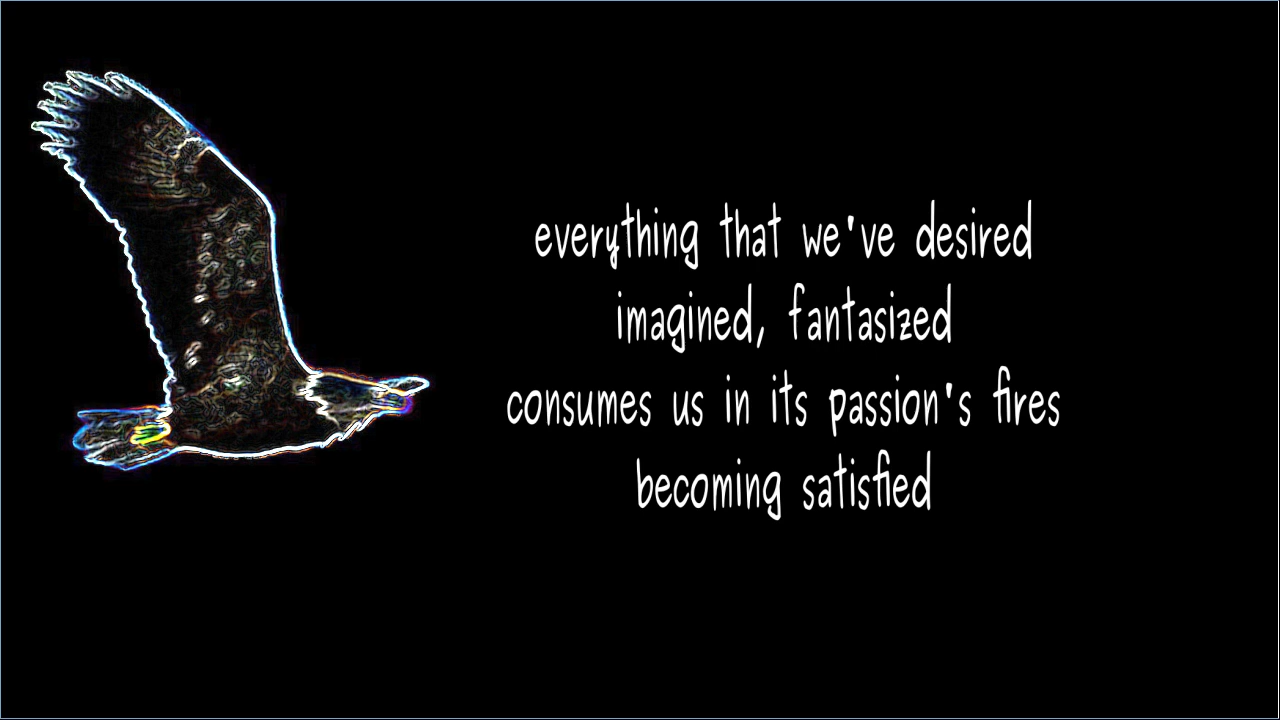 everything that we've desired
imagined, fantasized
consumes us in its passion's fires
becoming satisfied